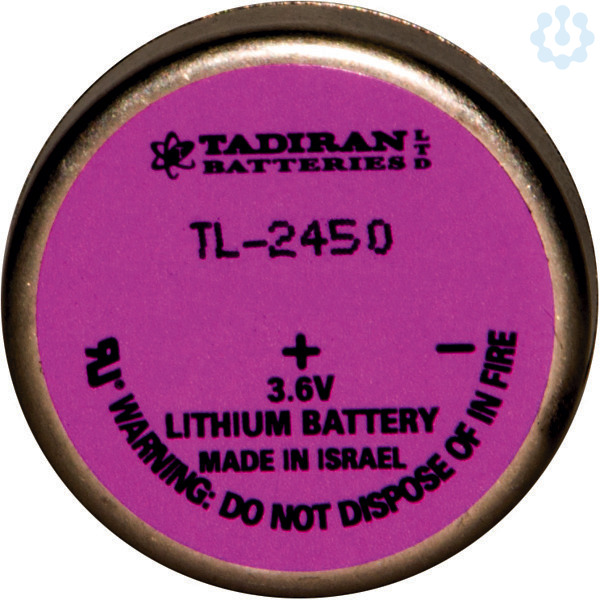 TADIRAN LTD
BATTERIES
TL-2450
+ -
3.6V
LITHIUM BATTERY
MADE IN ISRAEL
RU® WARNING: DO NOT DISPOSE OF IN FIRE